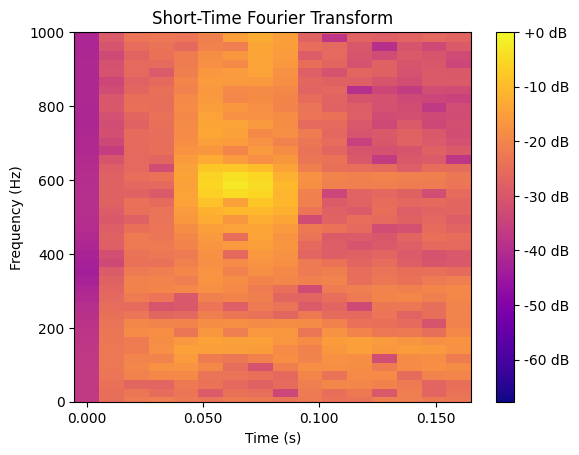 Short-Time Fourier Transform
1000
800
600
400
200
0
Frequency (Hz)
0.000
0.050
0.100
0.150
Time (s)
+0 dB
-10 dB
-20 dB
-30 dB
-40 dB
-50 dB
-60 dB